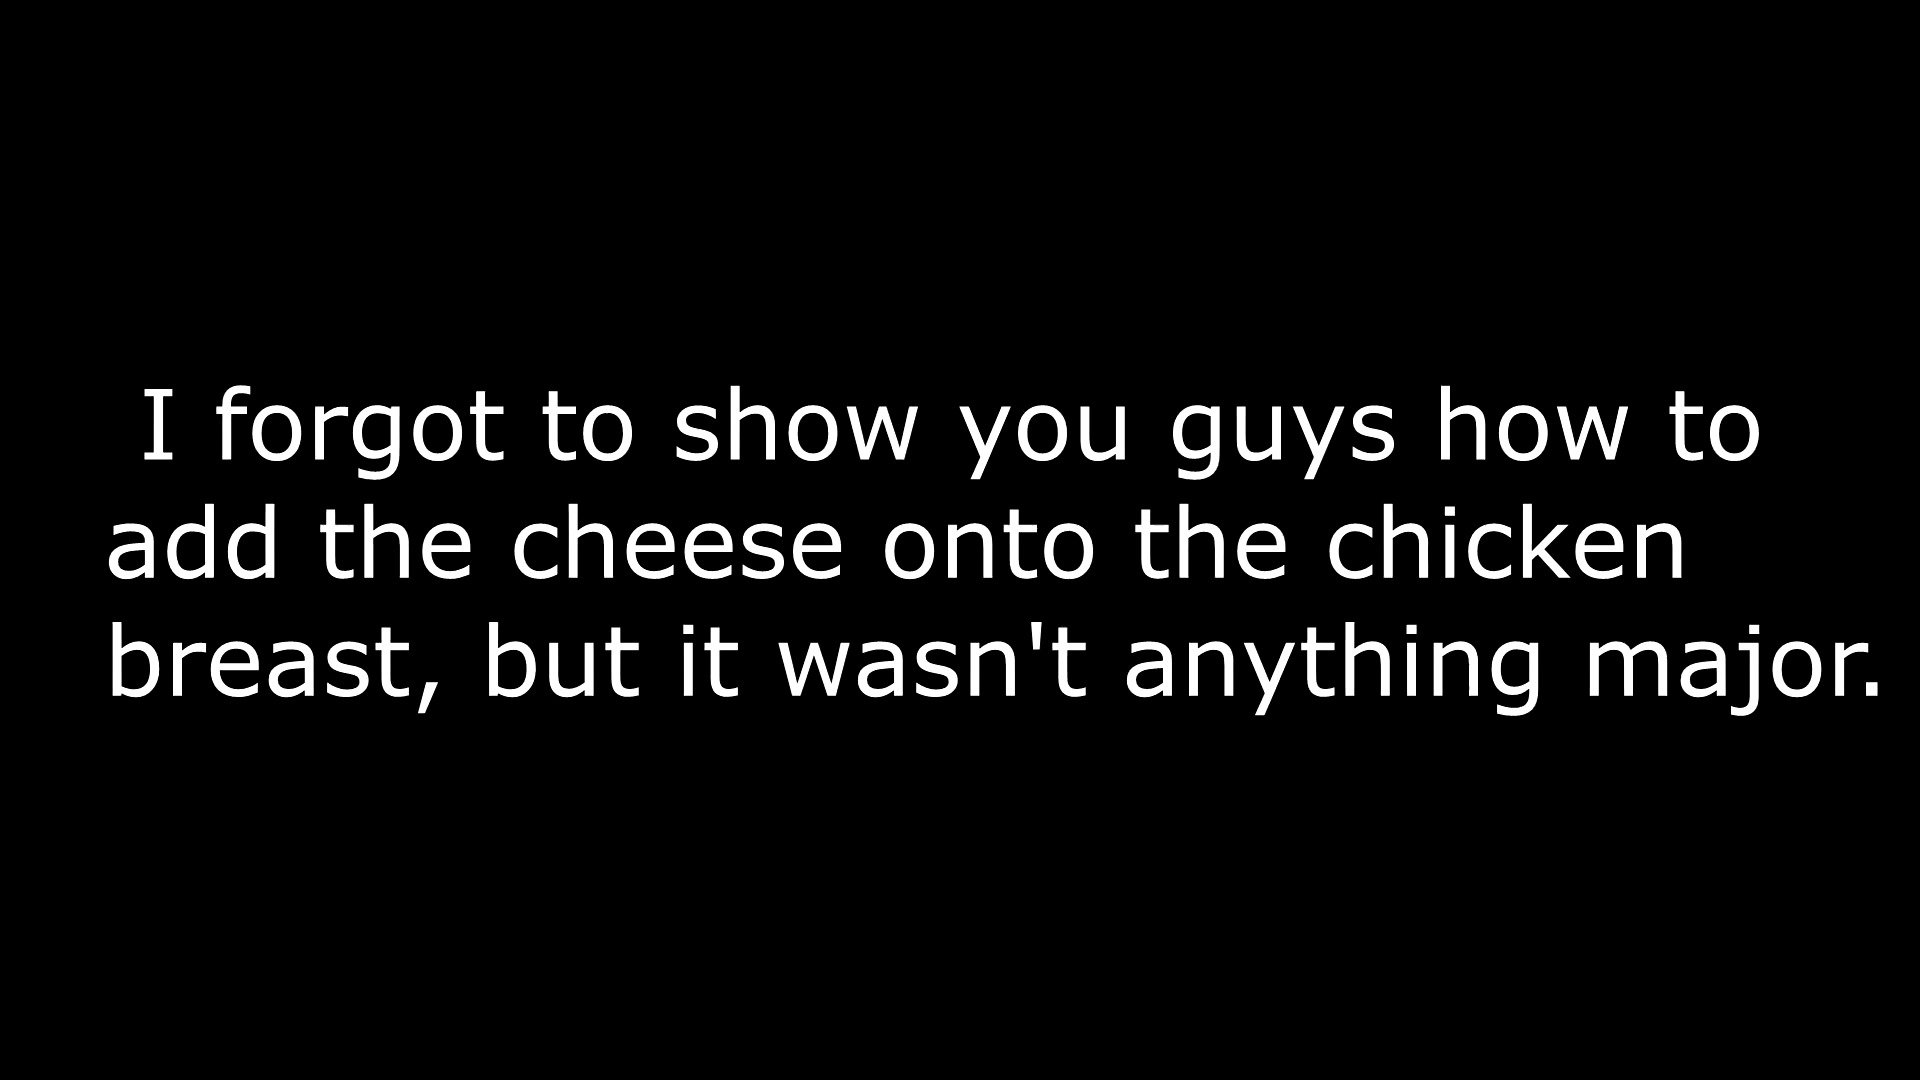 I forgot to show you guys how to
add the cheese onto the chicken
breast, but it wasn't anything major.